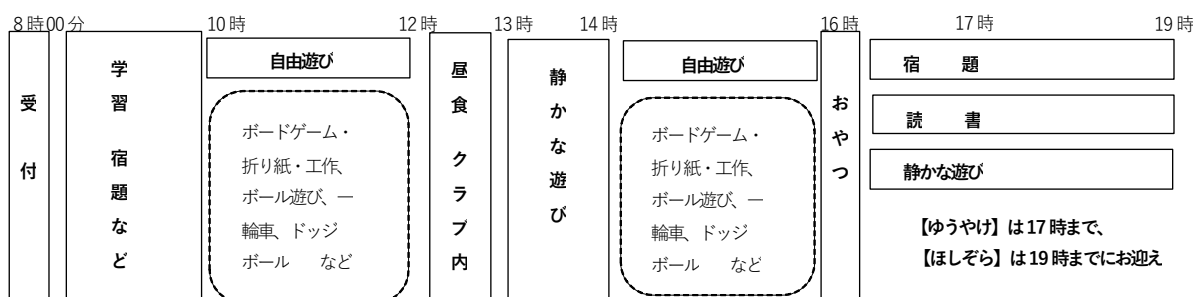 8時00分 10時 12時 13時 14時 16時 17時 19時
受付
学習 宿題など
自由遊び
ボードゲーム・
折り紙・工作、
ボール遊び、一
輪車、ドッジ
ボール など
昼食 クラブ内
静かな遊び
自由遊び
ボードゲーム・
折り紙・工作、
ボール遊び、一
輪車、ドッジ
ボール など
おやつ
宿 題
読 書
静かな遊び
【ゆうやけ】は17時まで、
【ほしぞら】は19時までにお迎え